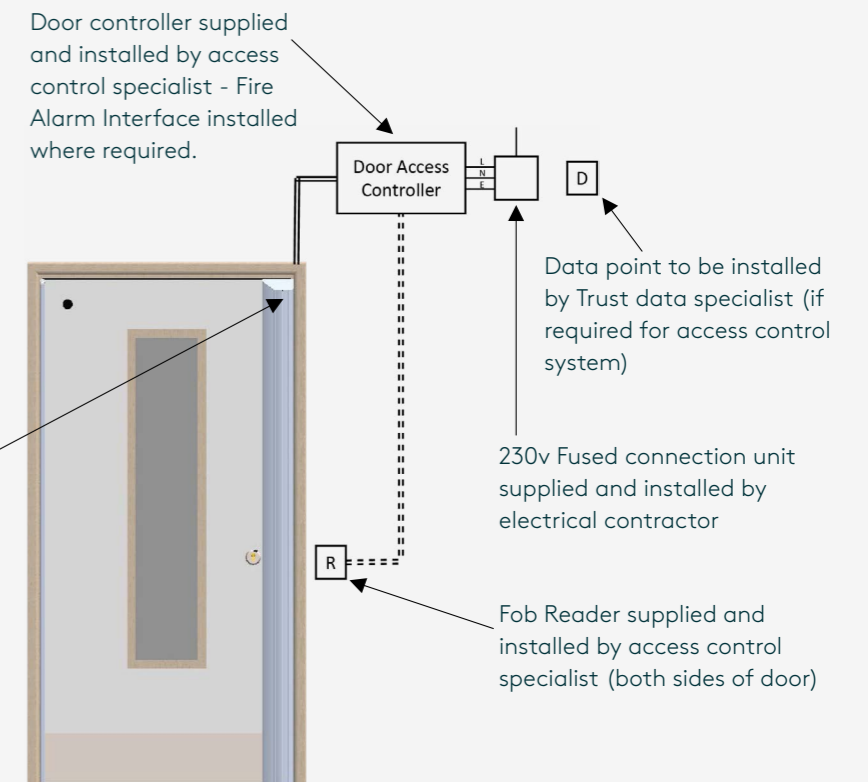 Door controller supplied
and installed by access
control specialist - Fire
Alarm Interface installed
where required.
Door Access
Controller
L
N
E
D
Data point to be installed
by Trust data specialist (if
required for access control
system)
230v Fused connection unit
supplied and installed by
electrical contractor
R
Fob Reader supplied and
installed by access control
specialist (both sides of door)